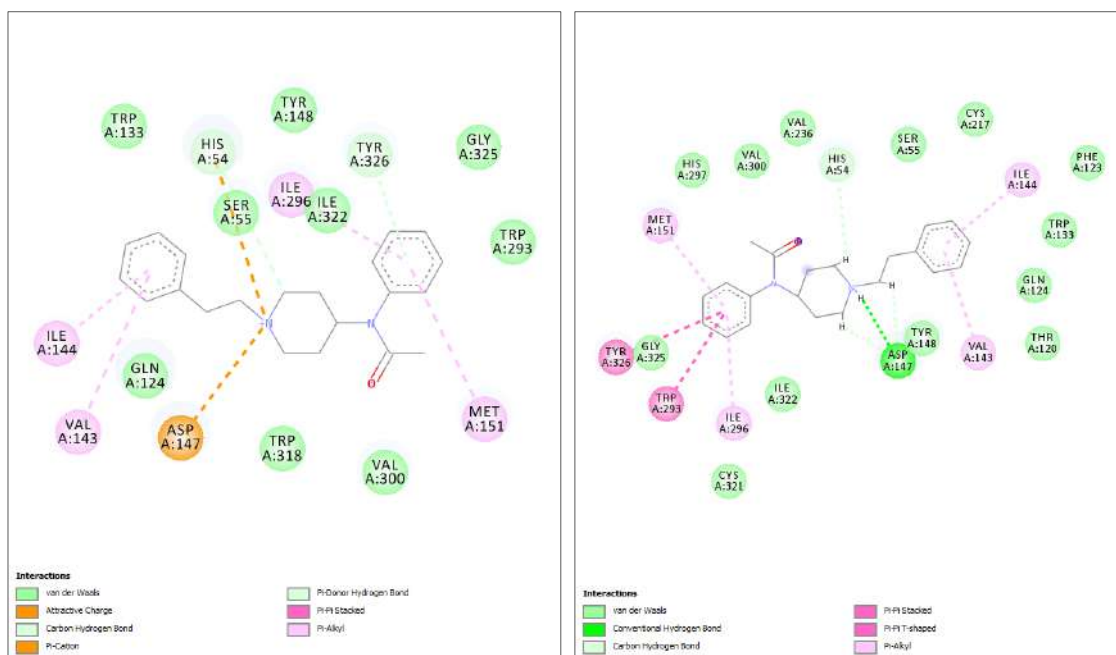 TYR
A:148
TRP
A:133
HIS
A:54
TYR
A:326
GLY
A:325
ILE
A:296
SER
A:55
ILE
A:322
TRP
A:293
N
N
O
ILE
A:144
GLN
A:124
VAL
A:143
ASP
A:147
TRP
A:318
MET
A:151
VAL
A:300
Interactions
van der Waals
Attractive Charge
Carbon Hydrogen Bond
Pi-Cation
Pi-Donor Hydrogen Bond
Pi-Pi Stacked
Pi-Alkyl
CYS
A:217
VAL
A:236
SER
A:55
HIS
A:297
VAL
A:300
HIS
A:54
PHE
A:123
ILE
A:144
MET
A:151
TRP
A:133
H
N
N
H
H
H
GLN
A:124
TYR
A:148
THR
A:120
TYR
A:326
GLY
A:325
ASP
A:147
VAL
A:143
TRP
A:293
ILE
A:322
ILE
A:296
CYS
A:321
Interactions
van der Waals
Conventional Hydrogen Bond
Carbon Hydrogen Bond
Pi-Pi Stacked
Pi-Pi T-shaped
Pi-Alkyl